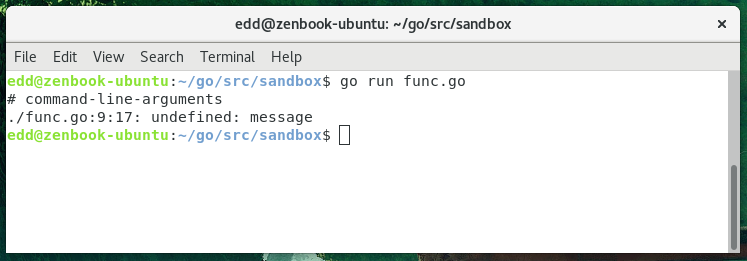 edd@zenbook-ubuntu: ~/go/src/sandbox ×
File Edit View Search Terminal Help
edd@zenbook-ubuntu:~/go/src/sandbox$ go run func.go
# command-line-arguments
./func.go:9:17: undefined: message
edd@zenbook-ubuntu:~/go/src/sandbox$